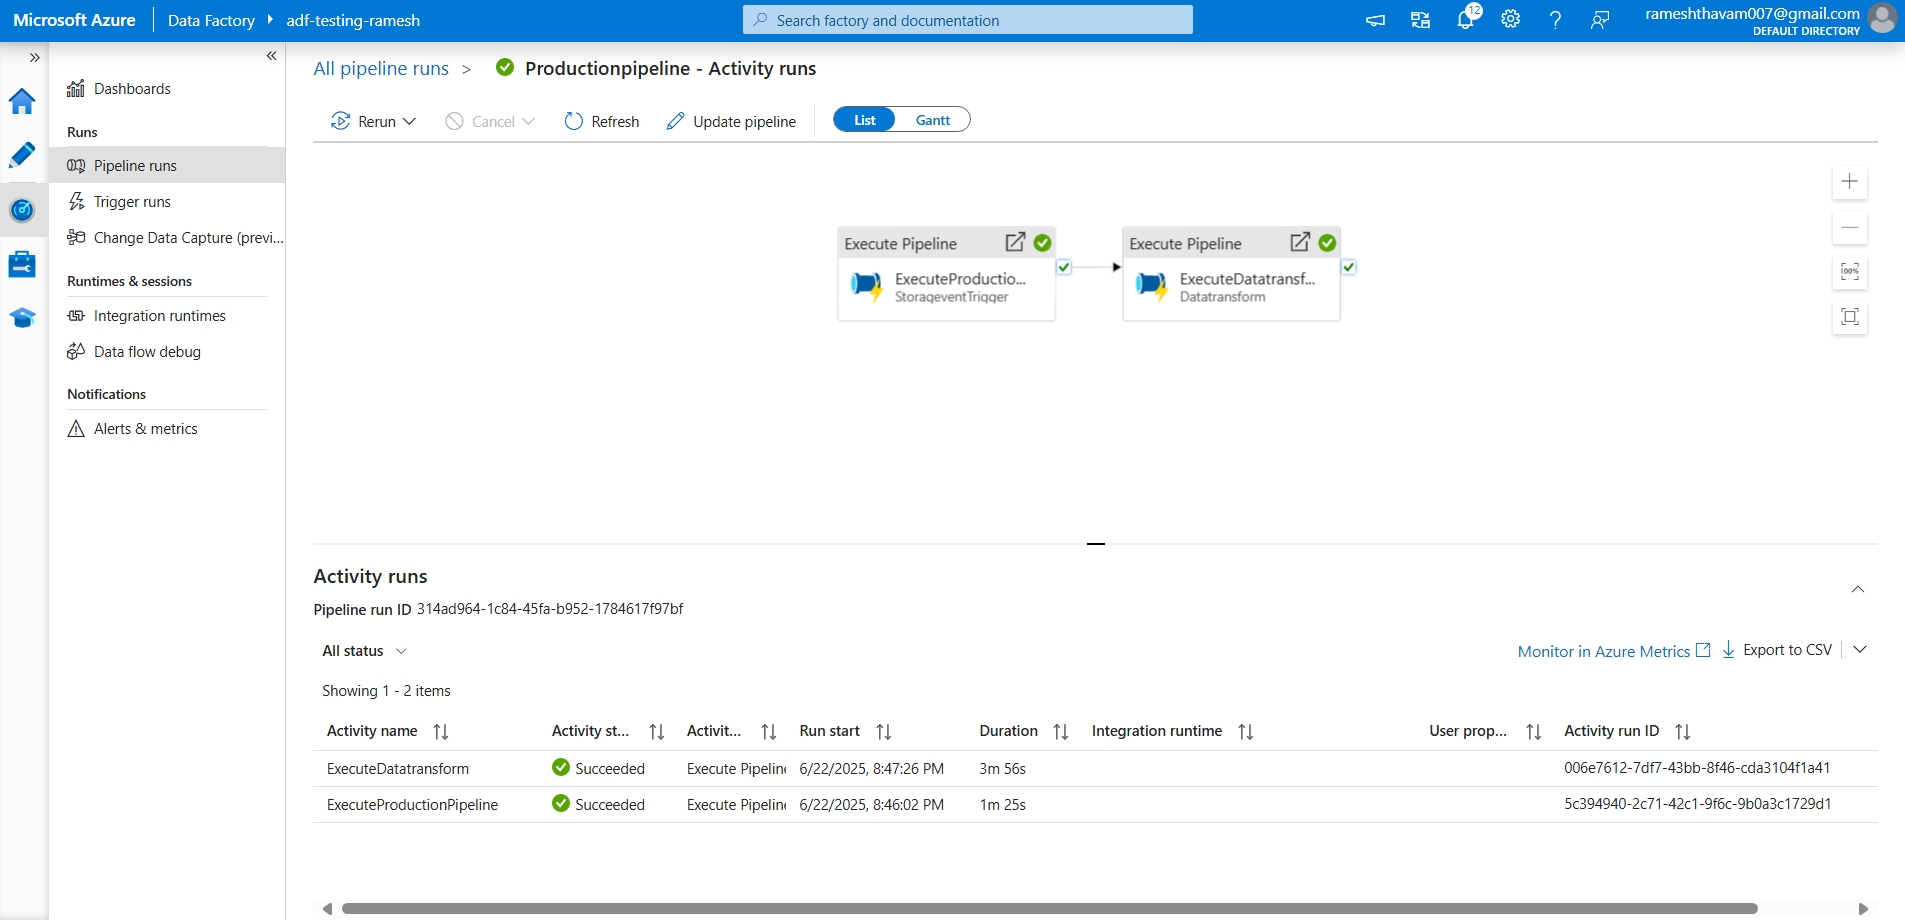 Microsoft Azure
Data Factory
adf-testing-ramesh
Search factory and documentation
12
rameshthavam007@gmail.com
DEFAULT DIRECTORY
Dashboards
Runs
Pipeline runs
Trigger runs
Change Data Capture (previ...
Runtimes & sessions
Integration runtimes
Data flow debug
Notifications
Alerts & metrics
All pipeline runs > Productionpipeline - Activity runs
Rerun
Cancel
Refresh
Update pipeline
List
Gantt
100%
Execute Pipeline
ExecuteProductio...
StorageventTrigger
Execute Pipeline
ExecuteDatatransf...
Datatransform
Activity runs
Pipeline run ID 314ad964-1c84-45fa-b952-1784617f97bf
All status
Monitor in Azure Metrics
Export to CSV
Showing 1 - 2 items
Activity name Activity st... Activit... Run start Duration Integration runtime User prop... Activity run ID
ExecuteDatatransform Succeeded Execute Pipeline 6/22/2025, 8:47:26 PM 3m 56s 006e7612-7df7-43bb-8f46-cda3104f1a41
ExecuteProductionPipeline Succeeded Execute Pipeline 6/22/2025, 8:46:02 PM 1m 25s 5c394940-2c71-42c1-9f6c-9b0a3c1729d1